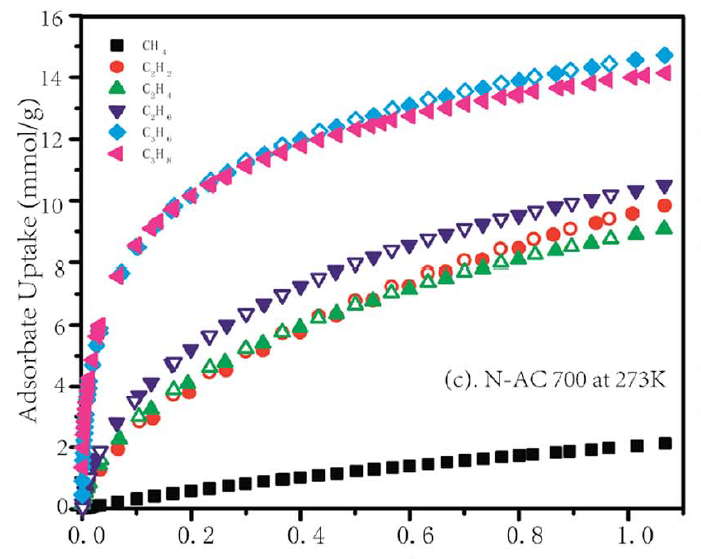 16
14
12
10
8
6
4
2
0
Adsorbate Uptake (mmol/g)
CH₄
C₂H₂
C₂H₄
C₂H₆
C₃H₆
C₃H₈
(c). N-AC 700 at 273K
0.0 0.2 0.4 0.6 0.8 1.0